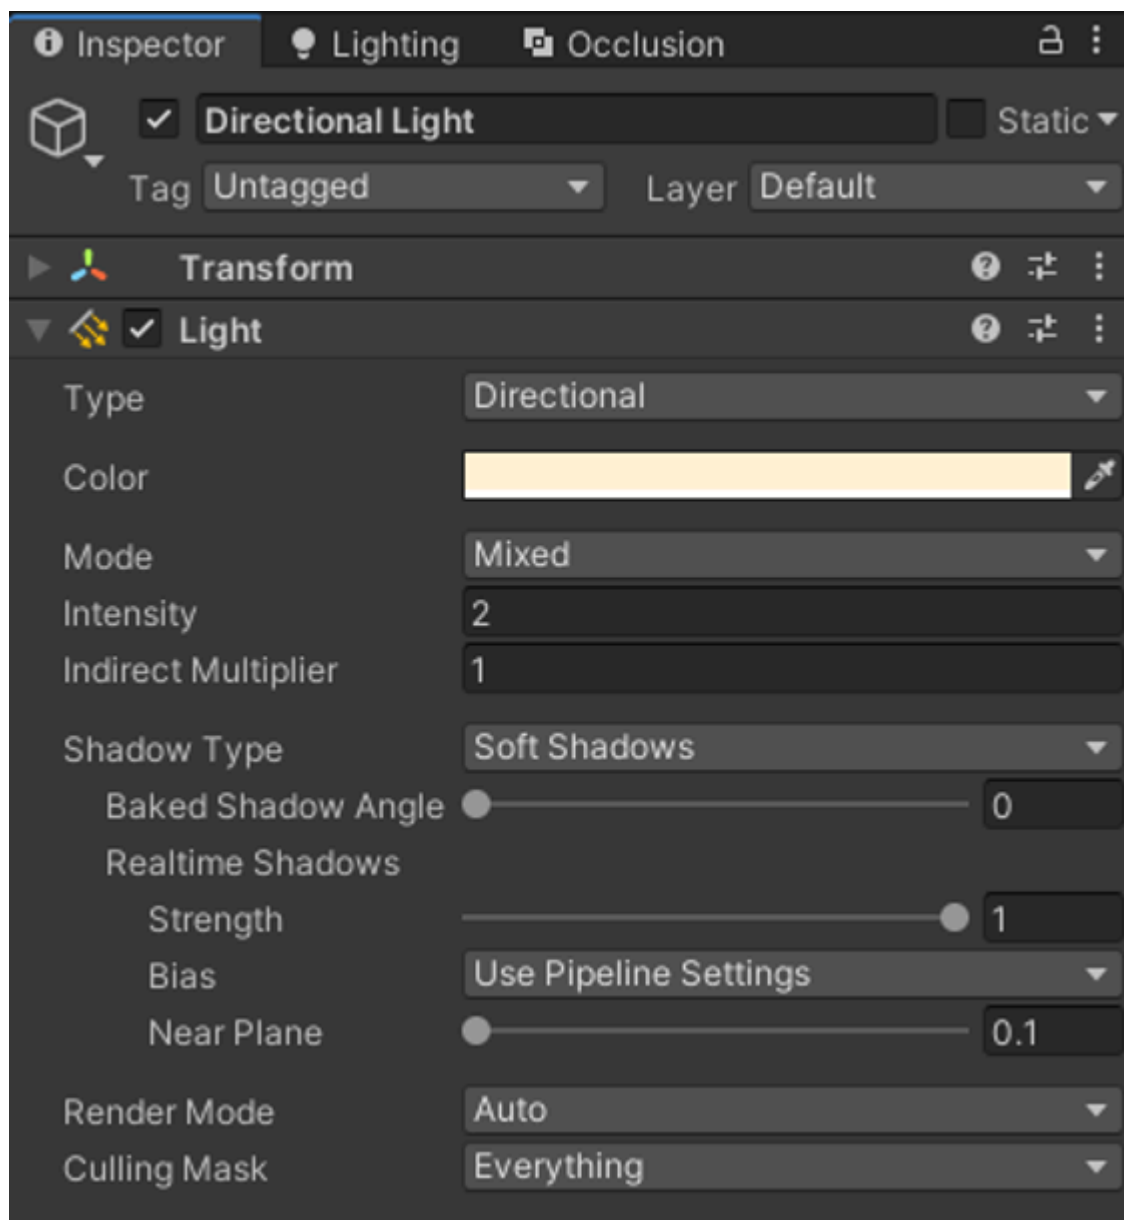 Inspector Lighting Occlusion
Directional Light Static
Tag Untagged Layer Default
Transform
Light
Type Directional
Color
Mode Mixed
Intensity 2
Indirect Multiplier 1
Shadow Type Soft Shadows
Baked Shadow Angle 0
Realtime Shadows
Strength 1
Bias Use Pipeline Settings
Near Plane 0.1
Render Mode Auto
Culling Mask Everything